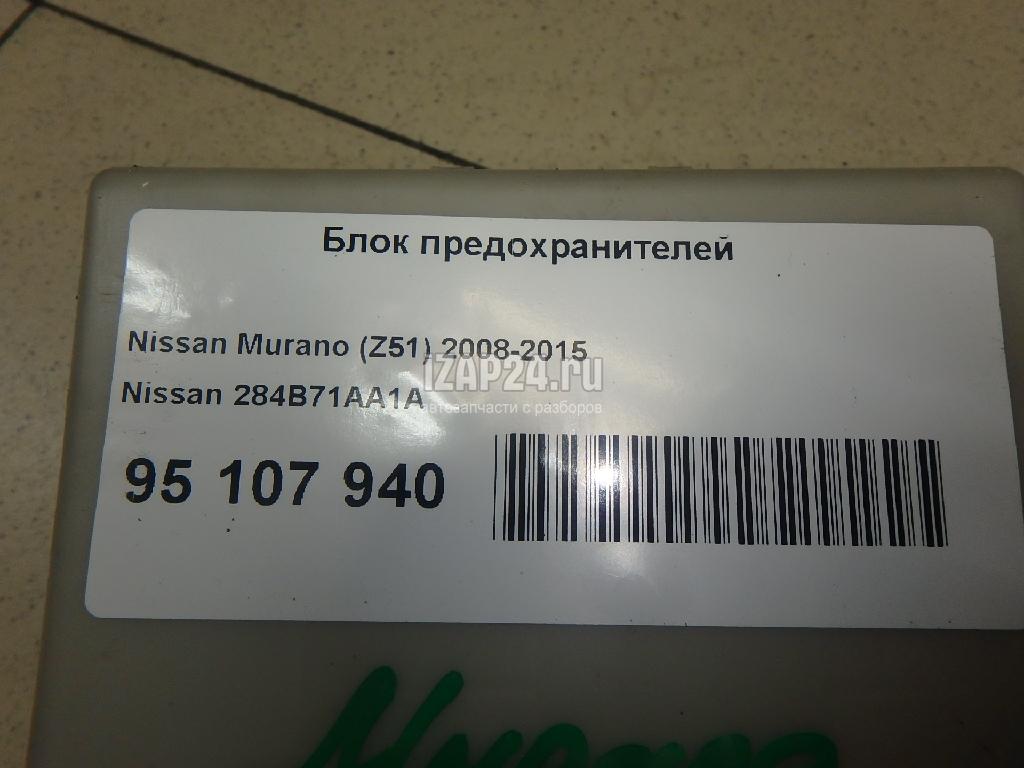 Блок предохранителей
Nissan Murano (Z51) 2008-2015
IZAP24.ru
Nissan 284B71AA1A
автозапчасти с разборов
95 107 940